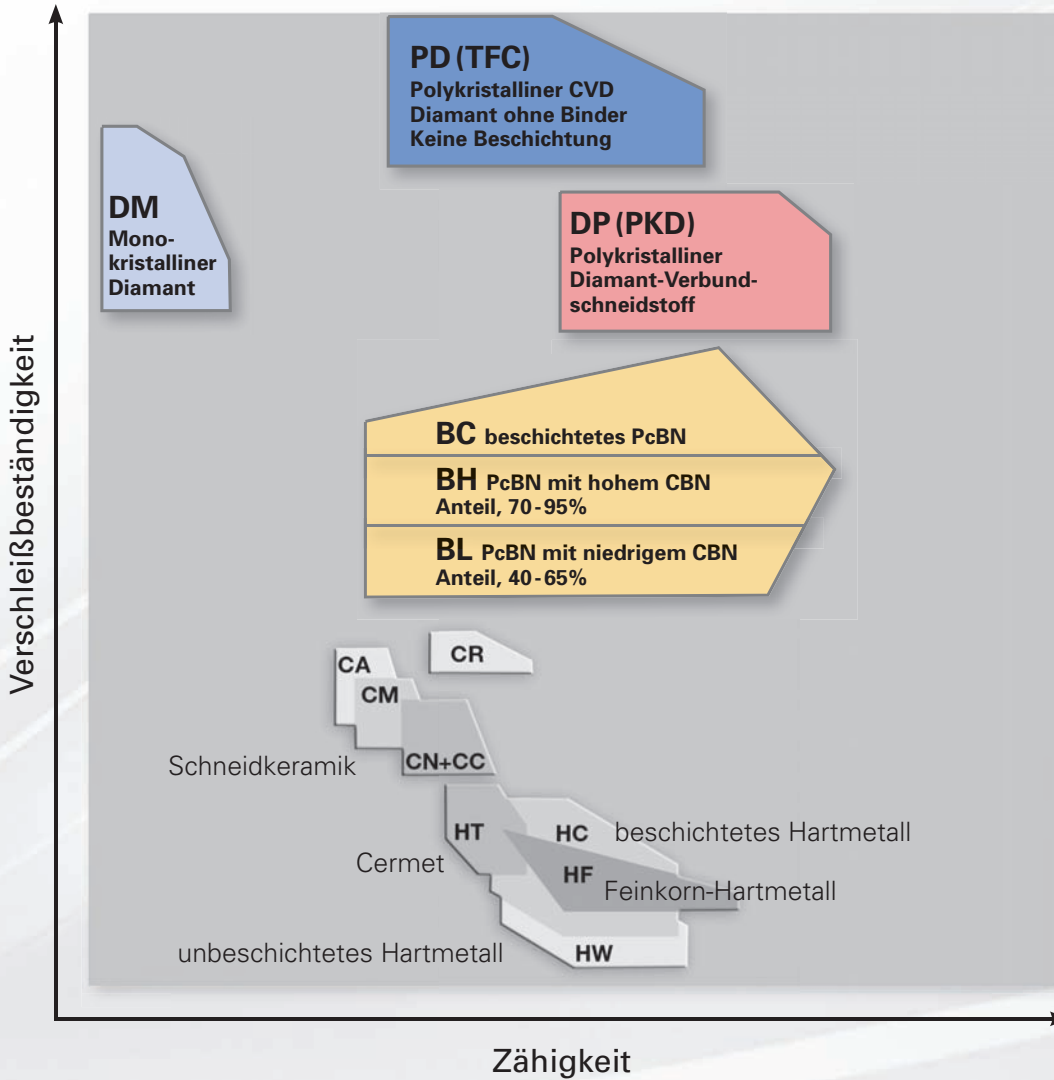 PD (TFC)
Polykristalliner CVD
Diamant ohne Binder
Keine Beschichtung
DM
Mono-
kristalliner
Diamant
DP (PKD)
Polykristalliner
Diamant-Verbund-
schneidstoff
Verschleißbeständigkeit
BC beschichtetes PcBN
BH PcBN mit hohem CBN
Anteil, 70-95%
BL PcBN mit niedrigem CBN
Anteil, 40-65%
CR
CA
CM
CN+CC
Schneidkeramik
HT
HC
beschichtetes Hartmetall
Cermet
HF
Feinkorn-Hartmetall
unbeschichtetes Hartmetall
HW
Zähigkeit